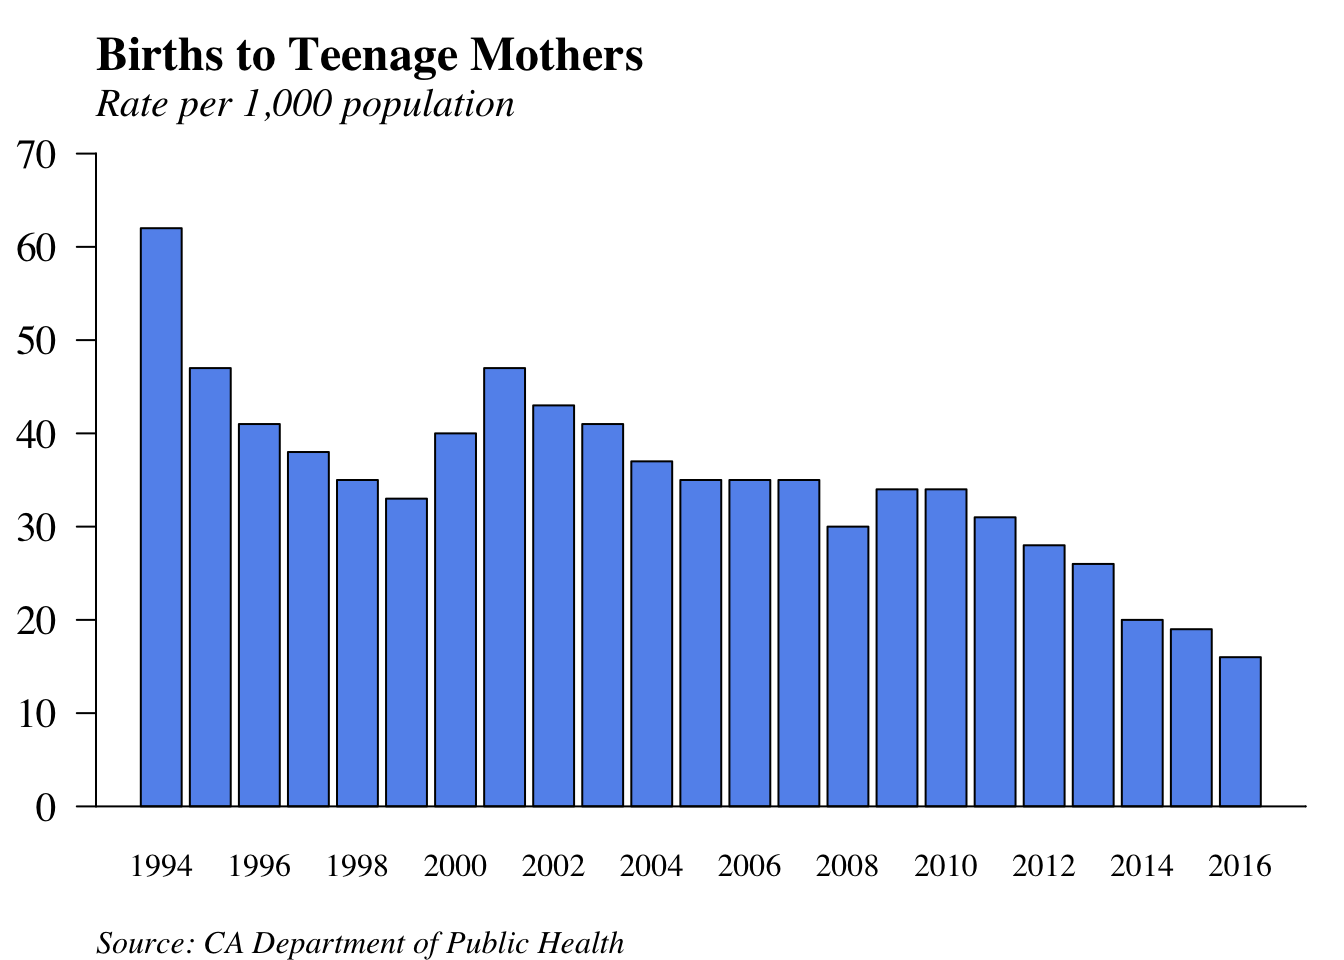 Births to Teenage Mothers
Rate per 1,000 population
70
60
50
40
30
20
10
0
1994 1996 1998 2000 2002 2004 2006 2008 2010 2012 2014 2016
Source: CA Department of Public Health